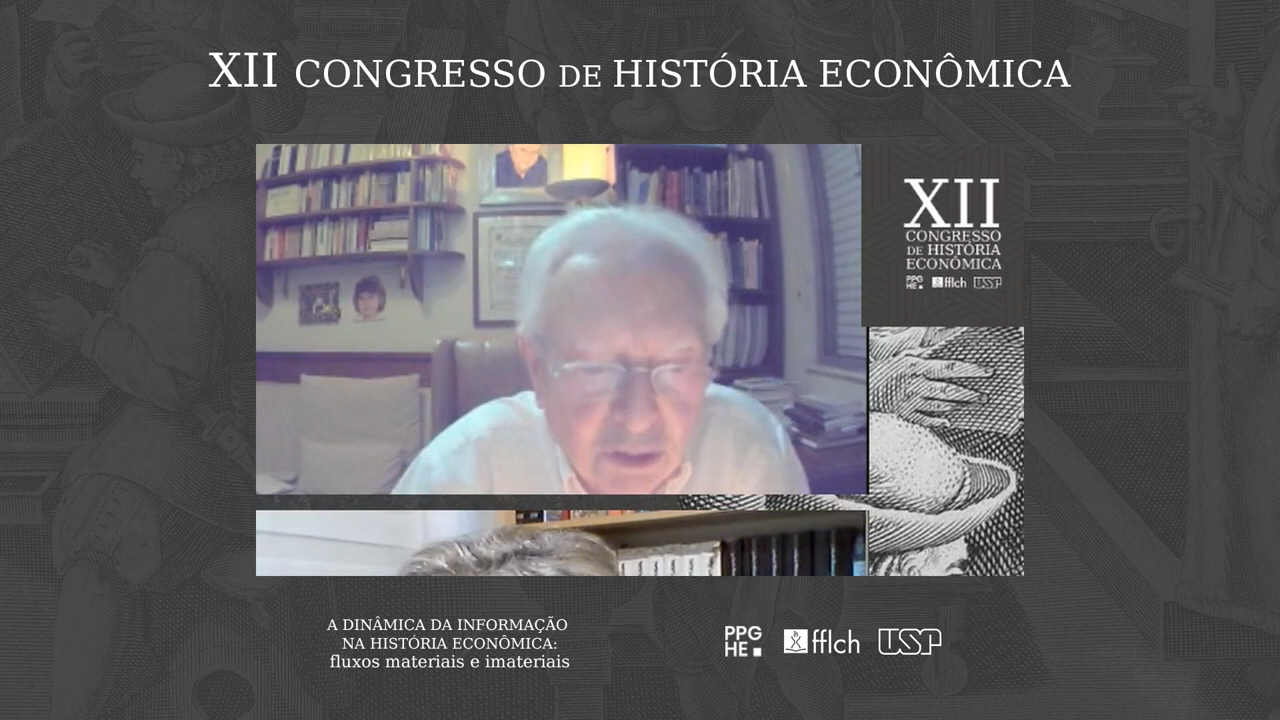 XII CONGRESSO DE HISTÓRIA ECONÔMICA
XII
CONGRESSO
DE HISTÓRIA
ECONÔMICA
PPG
HE
fflch
USP
A DINÂMICA DA INFORMAÇÃO
NA HISTÓRIA ECONÔMICA:
fluxos materiais e imateriais
PPG
HE
fflch
USP